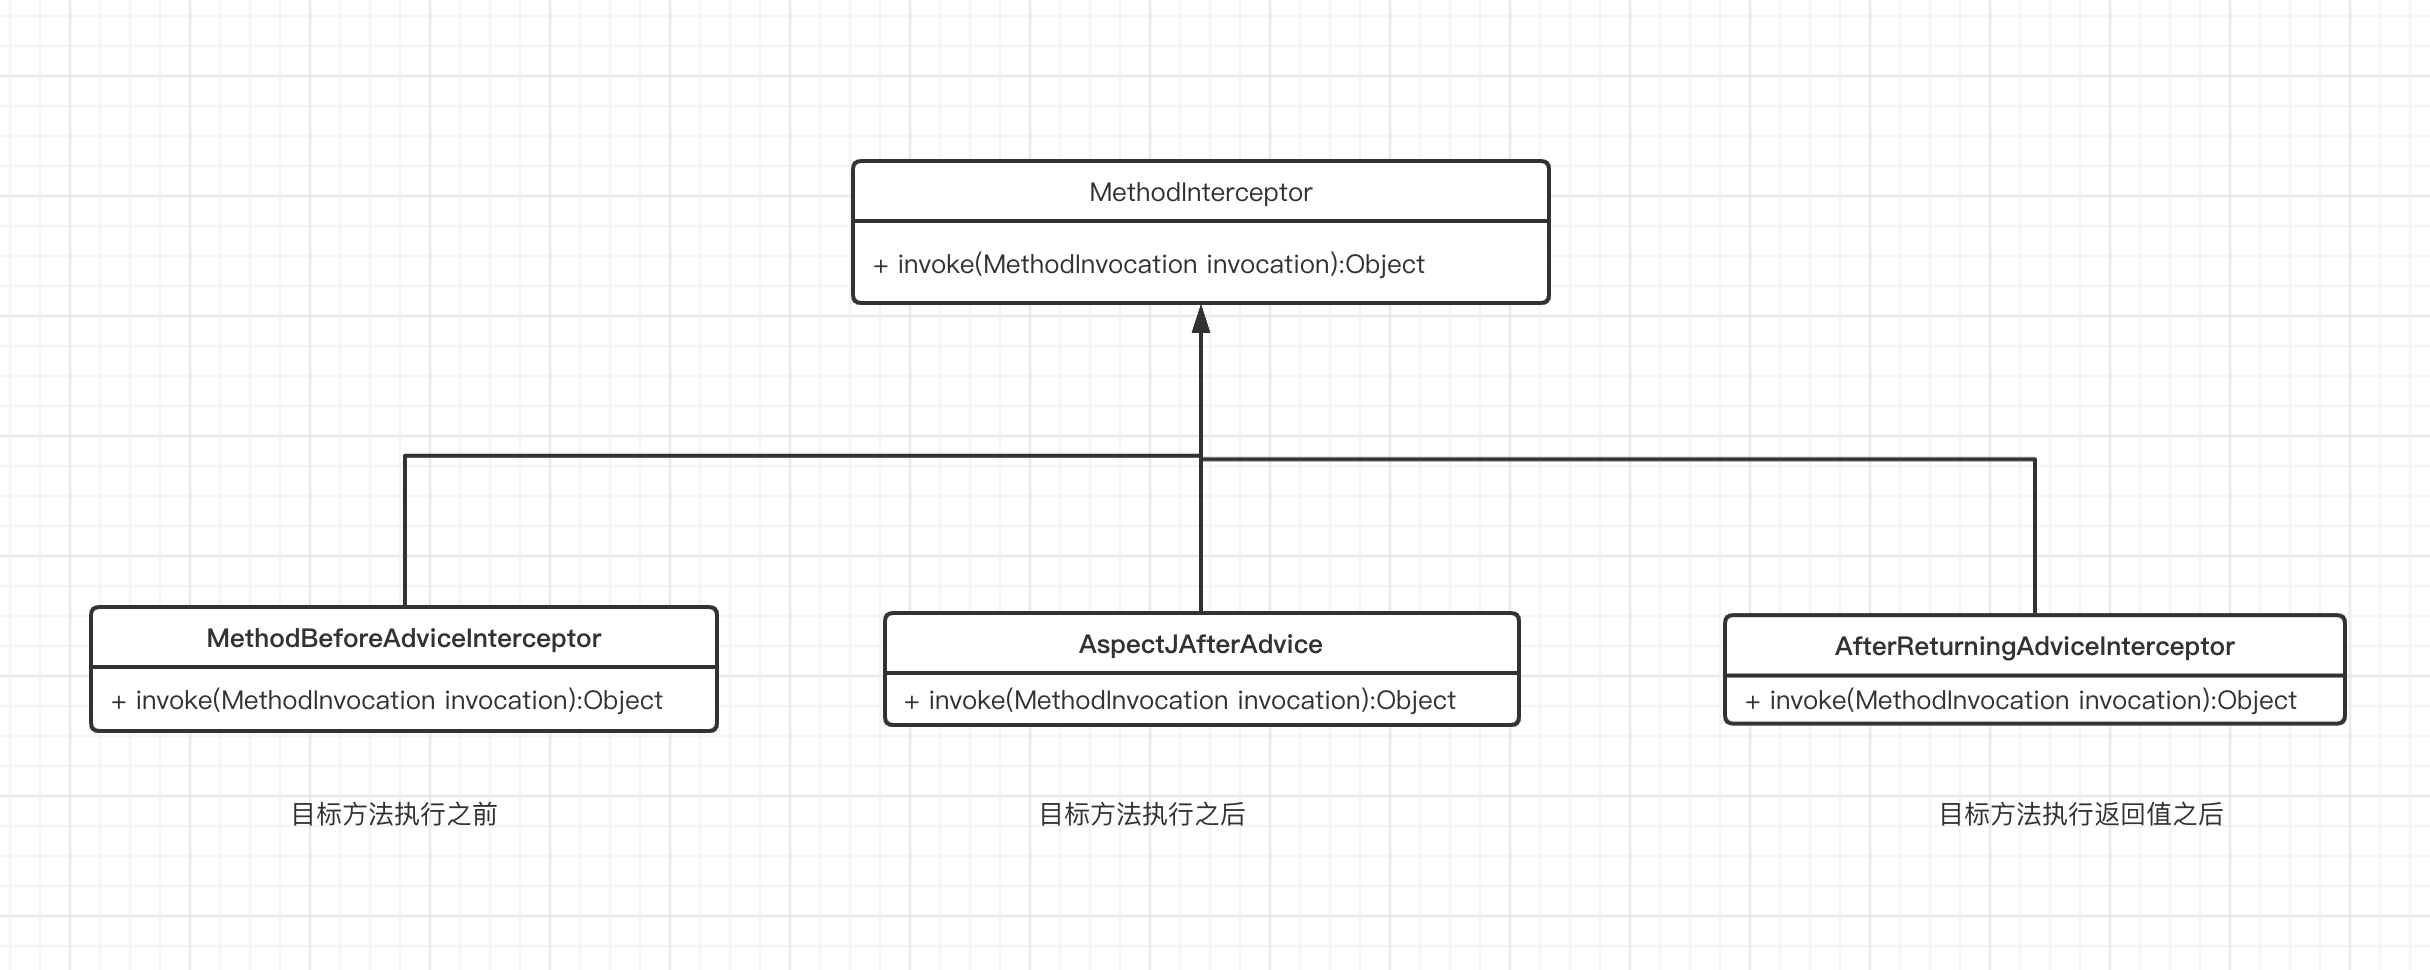 MethodInterceptor
+ invoke(MethodInvocation invocation):Object
MethodBeforeAdviceInterceptor
+ invoke(MethodInvocation invocation):Object
AspectJAfterAdvice
+ invoke(MethodInvocation invocation):Object
AfterReturningAdviceInterceptor
+ invoke(MethodInvocation invocation):Object
目标方法执行之前
目标方法执行之后
目标方法执行返回值之后